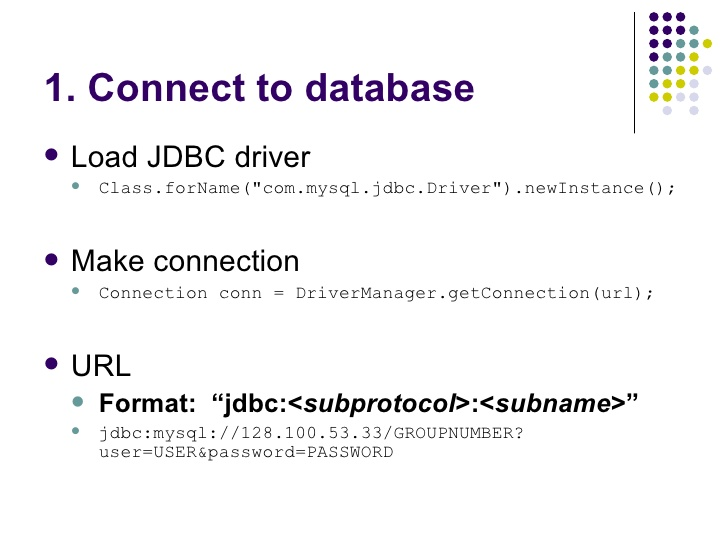 1. Connect to database
Load JDBC driver
Class.forName("com.mysql.jdbc.Driver").newInstance();
Make connection
Connection conn = DriverManager.getConnection(url);
URL
Format: “jdbc:<subprotocol>:<subname>”
jdbc:mysql://128.100.53.33/GROUPNUMBER?
user=USER&password=PASSWORD